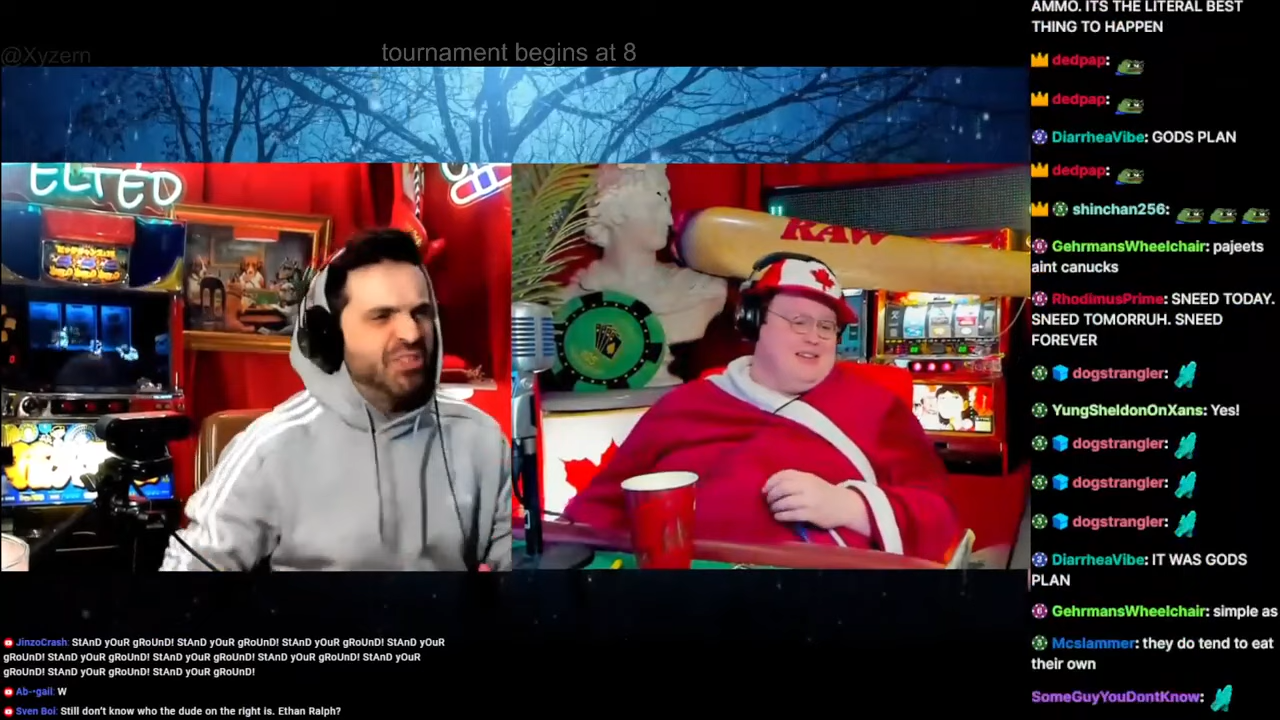 @Xyzern
tournament begins at 8
ELTED
RAW
AMMO. ITS THE LITERAL BEST
THING TO HAPPEN
dedpap:
dedpap:
DiarrheaVibe: GODS PLAN
dedpap:
shinchan256:
GehrmansWheelchair: pajeets
aint canucks
RhodimusPrime: SNEED TODAY.
SNEED TOMORRUH. SNEED
FOREVER
dogstrangler:
YungSheldonOnXans: Yes!
dogstrangler:
dogstrangler:
dogstrangler:
DiarrheaVibe: IT WAS GODS
PLAN
GehrmansWheelchair: simple as
Mcslammer: they do tend to eat
their own
SomeGuyYouDontKnow:
JinzoCrash: StAnD yOuR gRoUnD! StAnD yOuR gRoUnD! StAnD yOuR gRoUnD! StAnD yOuR
gRoUnD! StAnD yOuR gRoUnD! StAnD yOuR gRoUnD! StAnD yOuR gRoUnD! StAnD yOuR
gRoUnD! StAnD yOuR gRoUnD! StAnD yOuR gRoUnD!
Ab-•gail: W
Sven Boi: Still don't know who the dude on the right is. Ethan Ralph?